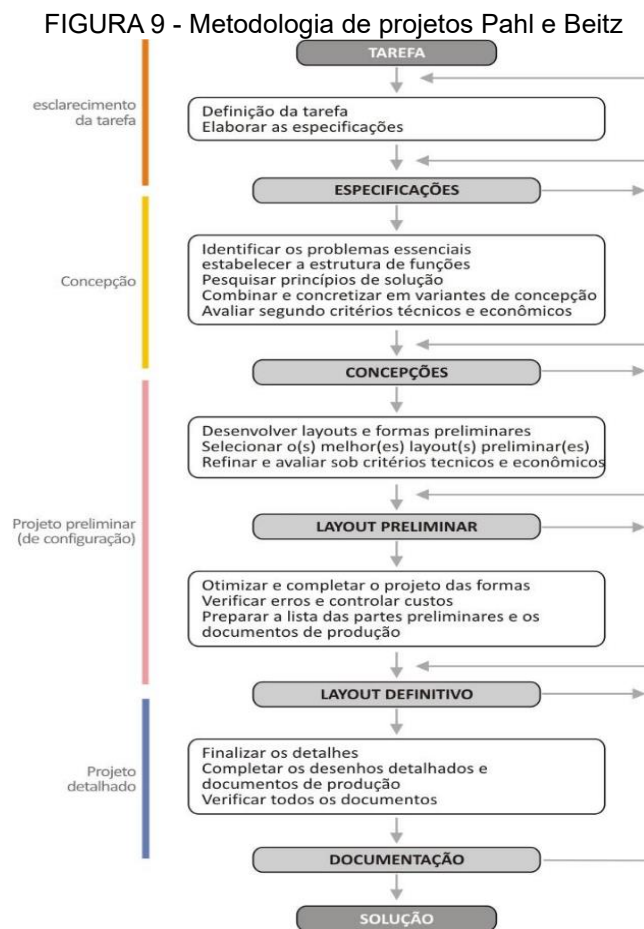 FIGURA 9 - Metodologia de projetos Pahl e Beitz
TAREFA
esclarecimento
da tarefa
Definição da tarefa
Elaborar as especificações
ESPECIFICAÇÕES
Concepção
Identificar os problemas essenciais
estabelecer a estrutura de funções
Pesquisar princípios de solução
Combinar e concretizar em variantes de concepção
Avaliar segundo critérios técnicos e econômicos
CONCEPÇÕES
Desenvolver layouts e formas preliminares
Selecionar o(s) melhor(es) layout(s) preliminar(es)
Refinar e avaliar sob critérios tecnicos e econômicos
Projeto preliminar
(de configuração)
LAYOUT PRELIMINAR
Otimizar e completar o projeto das formas
Verificar erros e controlar custos
Preparar a lista das partes preliminares e os
documentos de produção
LAYOUT DEFINITIVO
Projeto
detalhado
Finalizar os detalhes
Completar os desenhos detalhados e
documentos de produção
Verificar todos os documentos
DOCUMENTAÇÃO
SOLUÇÃO